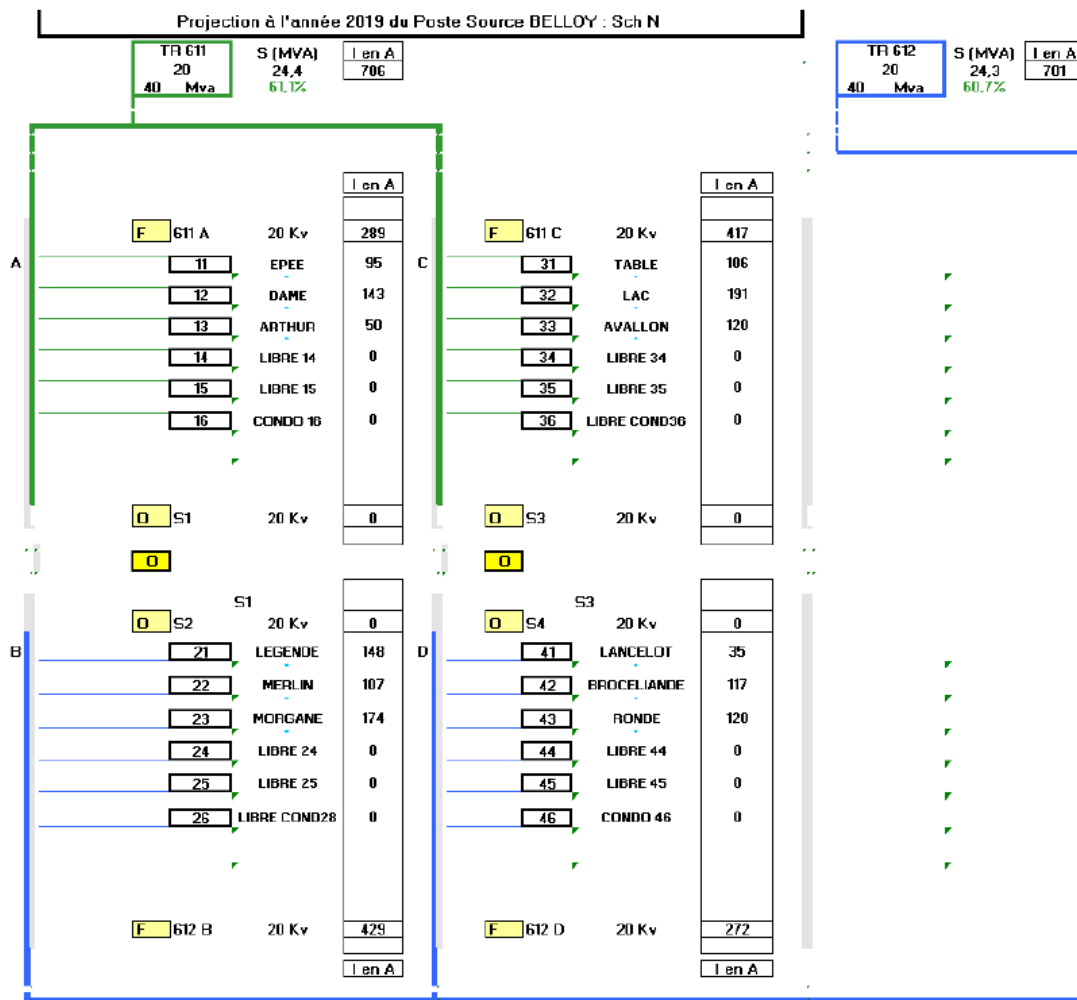 Projection à l'année 2019 du Poste Source BELLOY : Sch N
TR 611 S (MVA) I en A TR 612 S (MVA) I en A
20 24,4 706 20 24,3 701
40 Mva 61,1% 40 Mva 60,7%
I en A I en A
F 611 A 20 Kv 289 F 611 C 20 Kv 417
A 11 EPEE 95 C 31 TABLE 106
12 DAME 143 32 LAC 191
13 ARTHUR 50 33 AVALLON 120
14 LIBRE 14 0 34 LIBRE 34 0
15 LIBRE 15 0 35 LIBRE 35 0
16 CONDO 16 0 36 LIBRE COND36 0
O S1 20 Kv 0 O S3 20 Kv 0
O O
S1 S3
O S2 20 Kv 0 O S4 20 Kv 0
B 21 LEGENDE 148 D 41 LANCELOT 35
22 MERLIN 107 42 BROCELIANDE 117
23 MORGANE 174 43 RONDE 120
24 LIBRE 24 0 44 LIBRE 44 0
25 LIBRE 25 0 45 LIBRE 45 0
26 LIBRE COND28 0 46 CONDO 46 0
F 612 B 20 Kv 429 F 612 D 20 Kv 272
I en A I en A